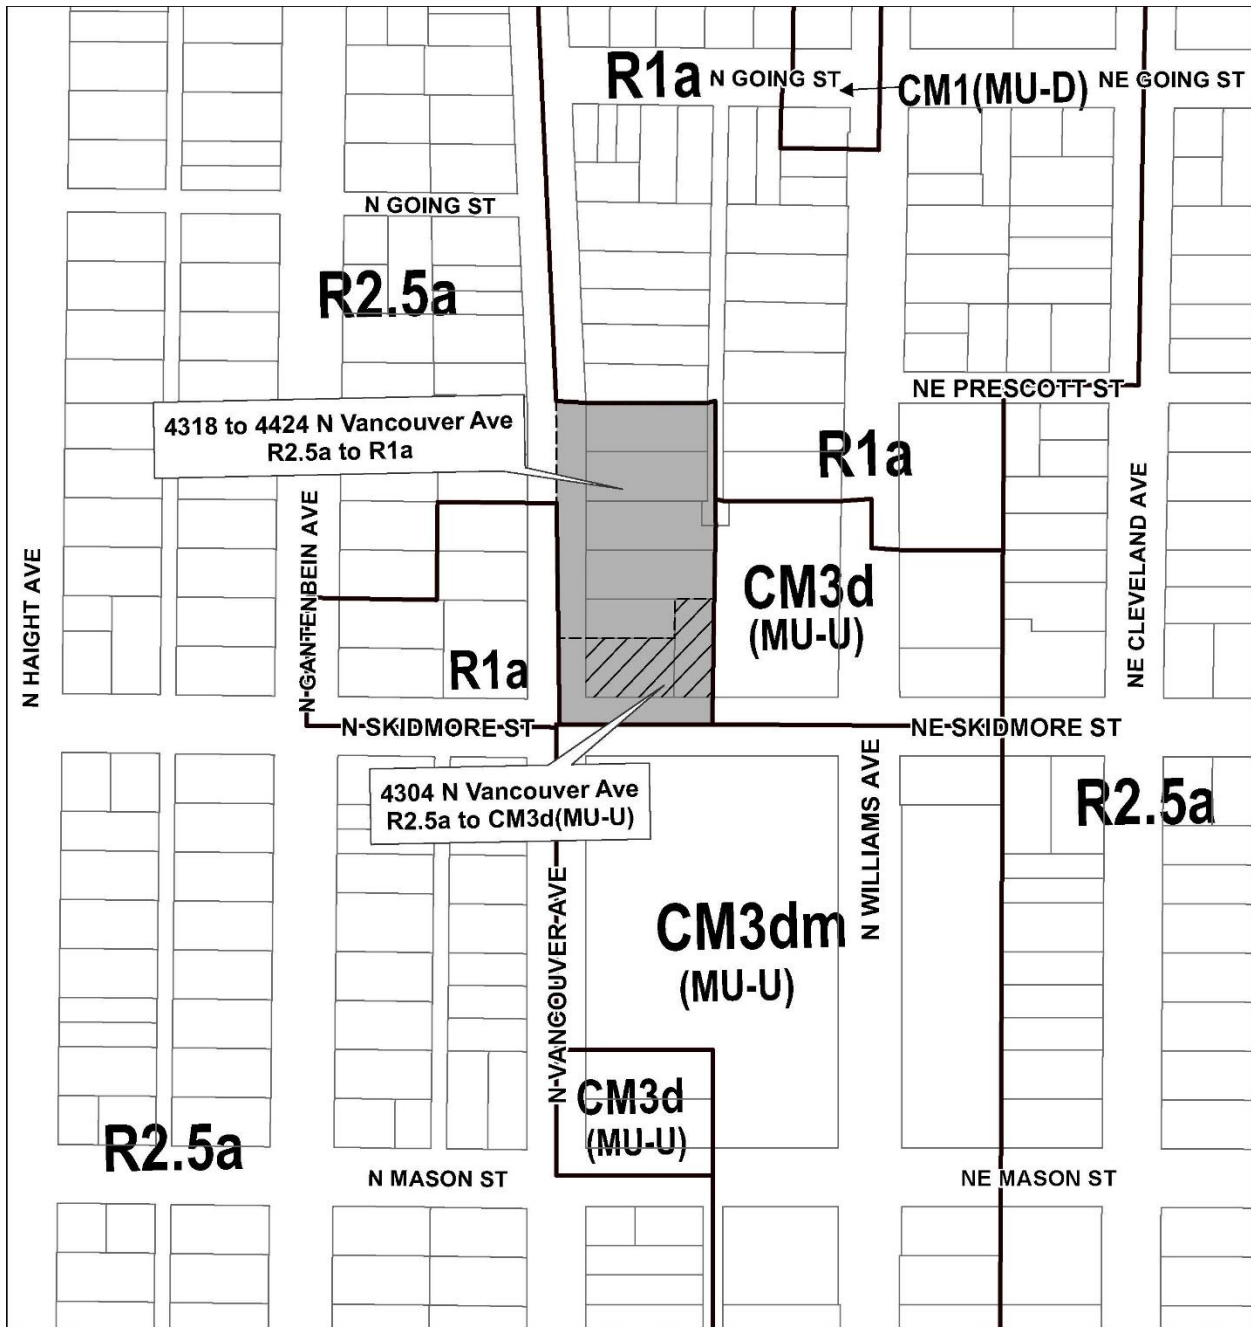 R1a
N GOING ST
CM1(MU-D)
NE GOING ST
N GOING ST
R2.5a
NE PRESCOTT ST
4318 to 4424 N Vancouver Ave
R2.5a to R1a
R1a
N HAIGHT AVE
N GANTENBEIN AVE
NE CLEVELAND AVE
CM3d
(MU-U)
R1a
N SKIDMORE ST
NE SKIDMORE ST
4304 N Vancouver Ave
R2.5a to CM3d(MU-U)
N WILLIAMS AVE
R2.5a
N VANCOUVER AVE
CM3dm
(MU-U)
CM3d
(MU-U)
R2.5a
N MASON ST
NE MASON ST